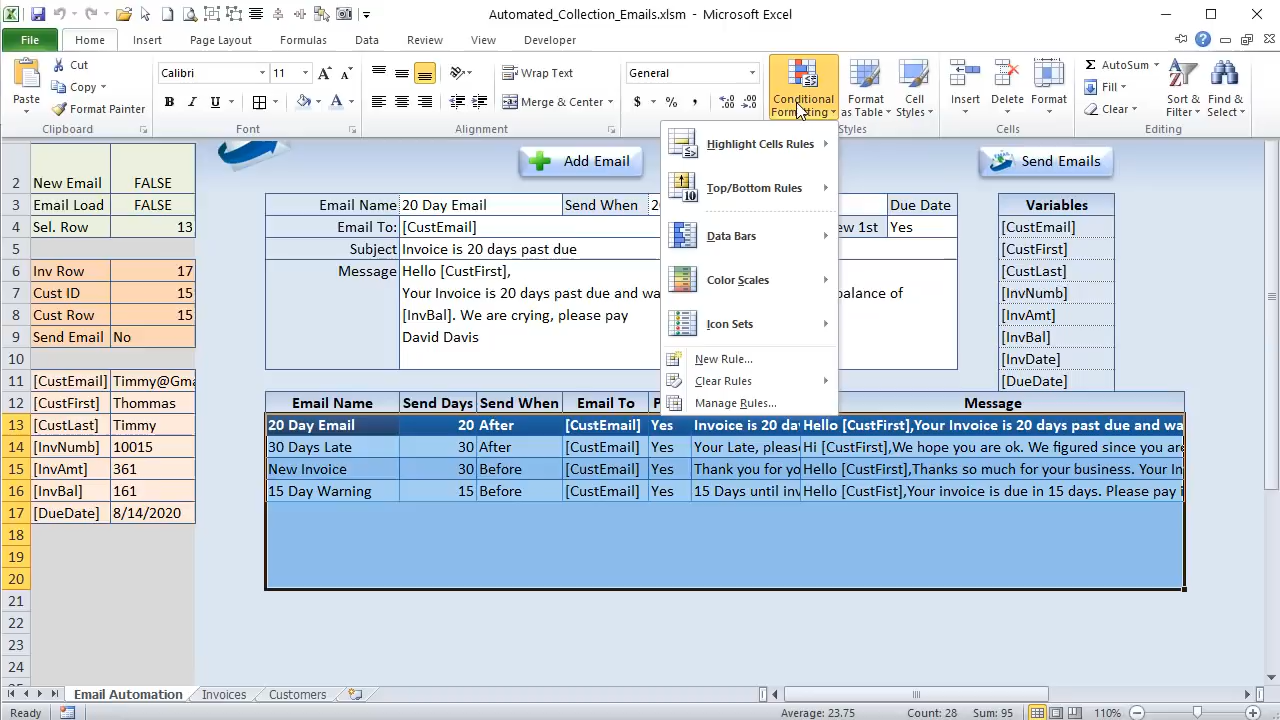 Automated_Collection_Emails.xlsm - Microsoft Excel
File Home Insert Page Layout Formulas Data Review View Developer
Paste
Cut
Copy
Format Painter
Clipboard
Calibri 11
B I U A
Font
Wrap Text
Merge & Center
Alignment
General
$ % ,
Conditional Formatting
Format as Table
Cell Styles
Styles
Insert Delete Format
Cells
AutoSum
Fill
Clear
Sort & Filter
Find & Select
Editing
Highlight Cells Rules
Top/Bottom Rules
Data Bars
Color Scales
Icon Sets
New Rule...
Clear Rules
Manage Rules...
Add Email
Send Emails
2 New Email FALSE
3 Email Load FALSE
4 Sel. Row 13
5
6 Inv Row 17
7 Cust ID 15
8 Cust Row 15
9 Send Email No
10
11 [CustEmail] Timmy@Gma
12 [CustFirst] Thommas
13 [CustLast] Timmy
14 [InvNumb] 10015
15 [InvAmt] 361
16 [InvBal] 161
17 [DueDate] 8/14/2020
18
19
20
21
22
23
24
Email Name 20 Day Email Send When Due Date
Email To: [CustEmail] ew 1st Yes
Subject Invoice is 20 days past due
Message Hello [CustFirst],
Your Invoice is 20 days past due and wa alance of
[InvBal]. We are crying, please pay
David Davis
Variables
[CustEmail]
[CustFirst]
[CustLast]
[InvNumb]
[InvAmt]
[InvBal]
[InvDate]
[DueDate]
Email Name Send Days Send When Email To P Message
20 Day Email 20 After [CustEmail] Yes Invoice is 20 da Hello [CustFirst],Your Invoice is 20 days past due and wa
30 Days Late 30 After [CustEmail] Yes Your Late, pleas Hi [CustFirst],We hope you are ok. We figured since you are
New Invoice 30 Before [CustEmail] Yes Thank you for yo Hello [CustFirst],Thanks so much for your business. Your In
15 Day Warning 15 Before [CustEmail] Yes 15 Days until inv Hello [CustFist],Your invoice is due in 15 days. Please pay i
Email Automation Invoices Customers
Ready Average: 23.75 Count: 28 Sum: 95 110%